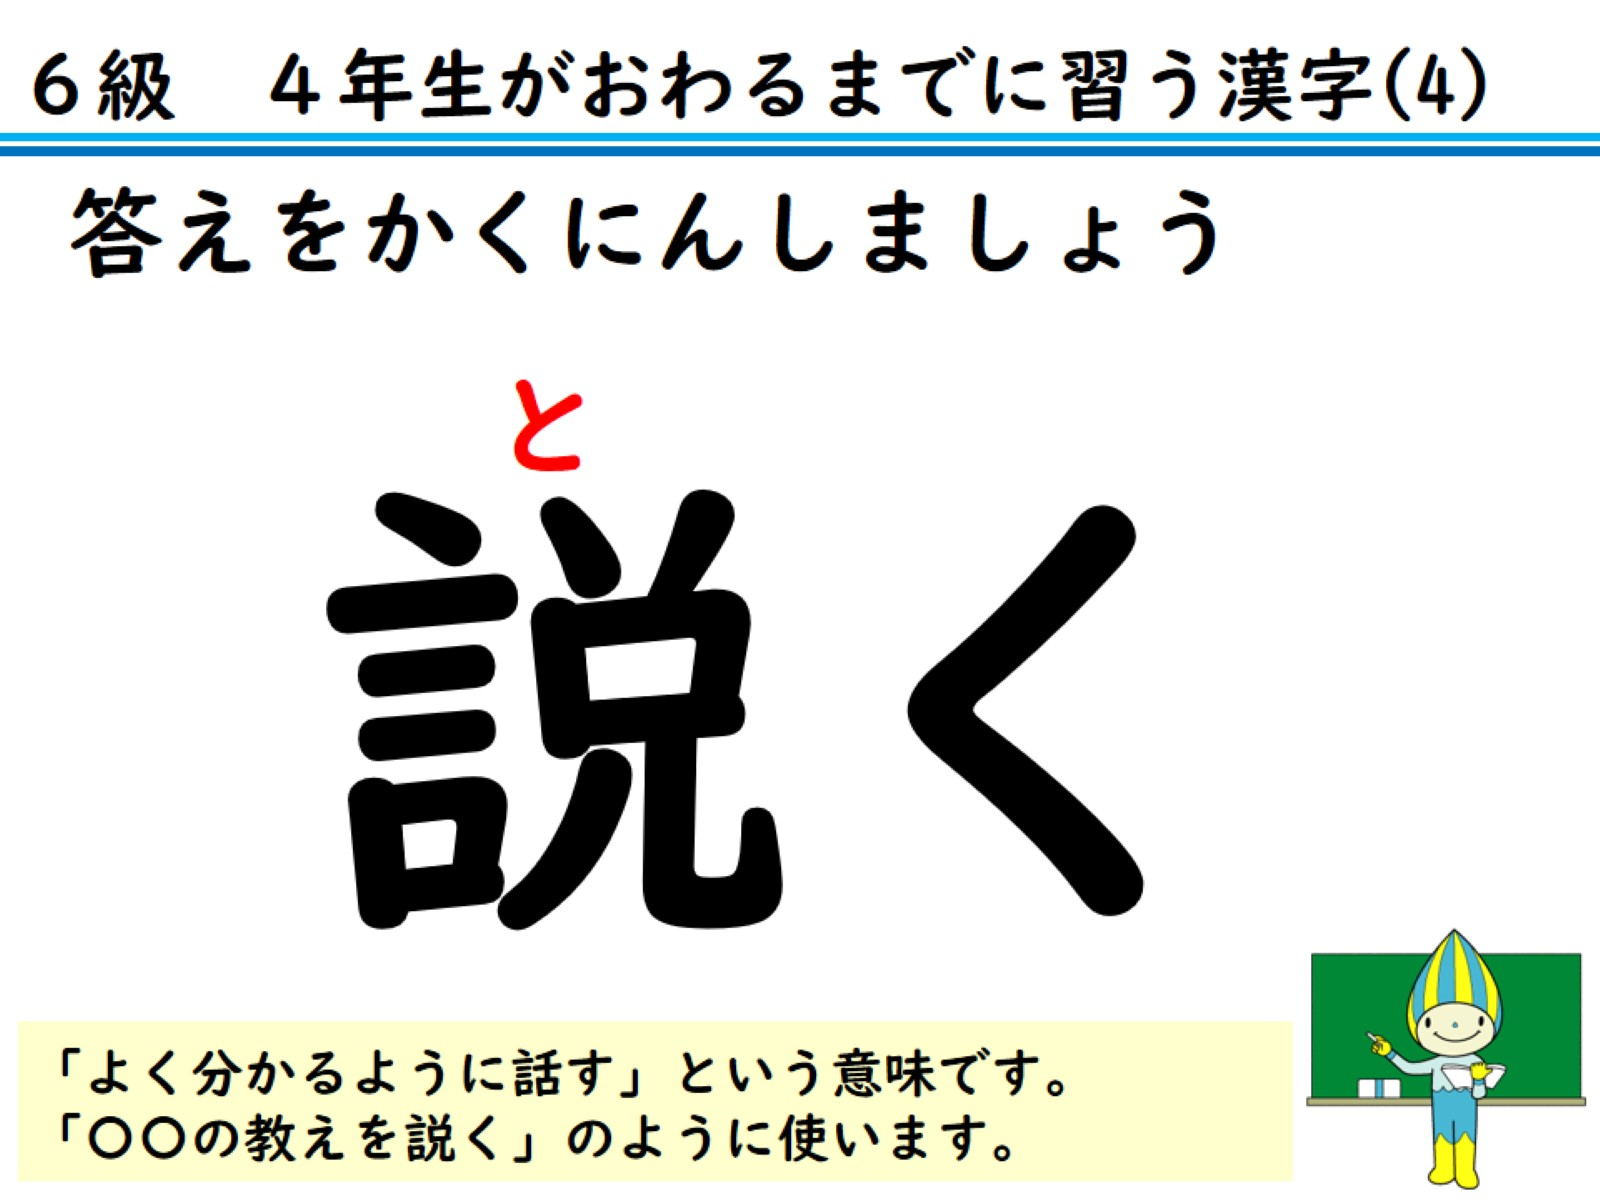 ６級　４年生がおわるまでに習う漢字(4)
答えをかくにんしましょう
と
説く
「よく分かるように話す」という意味です。
「〇〇の教えを説く」のように使います。